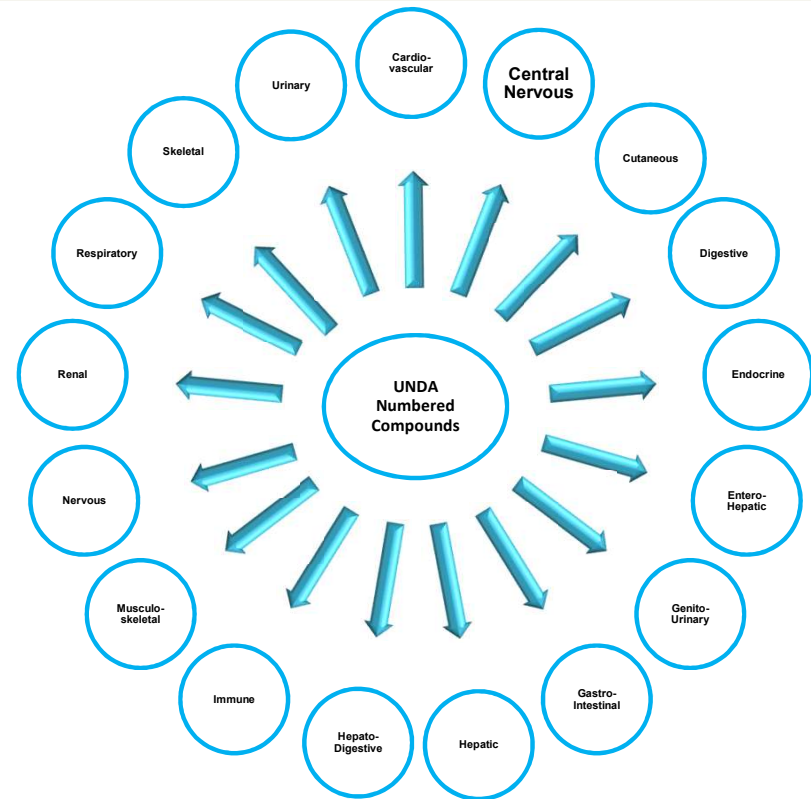 Cardio-
vascular
Central
Nervous
Cutaneous
Digestive
Endocrine
Entero-
Hepatic
Genito-
Urinary
Gastro-
Intestinal
Hepatic
Hepato-
Digestive
Immune
Musculo-
skeletal
Nervous
Renal
Respiratory
Skeletal
Urinary
UNDA
Numbered
Compounds